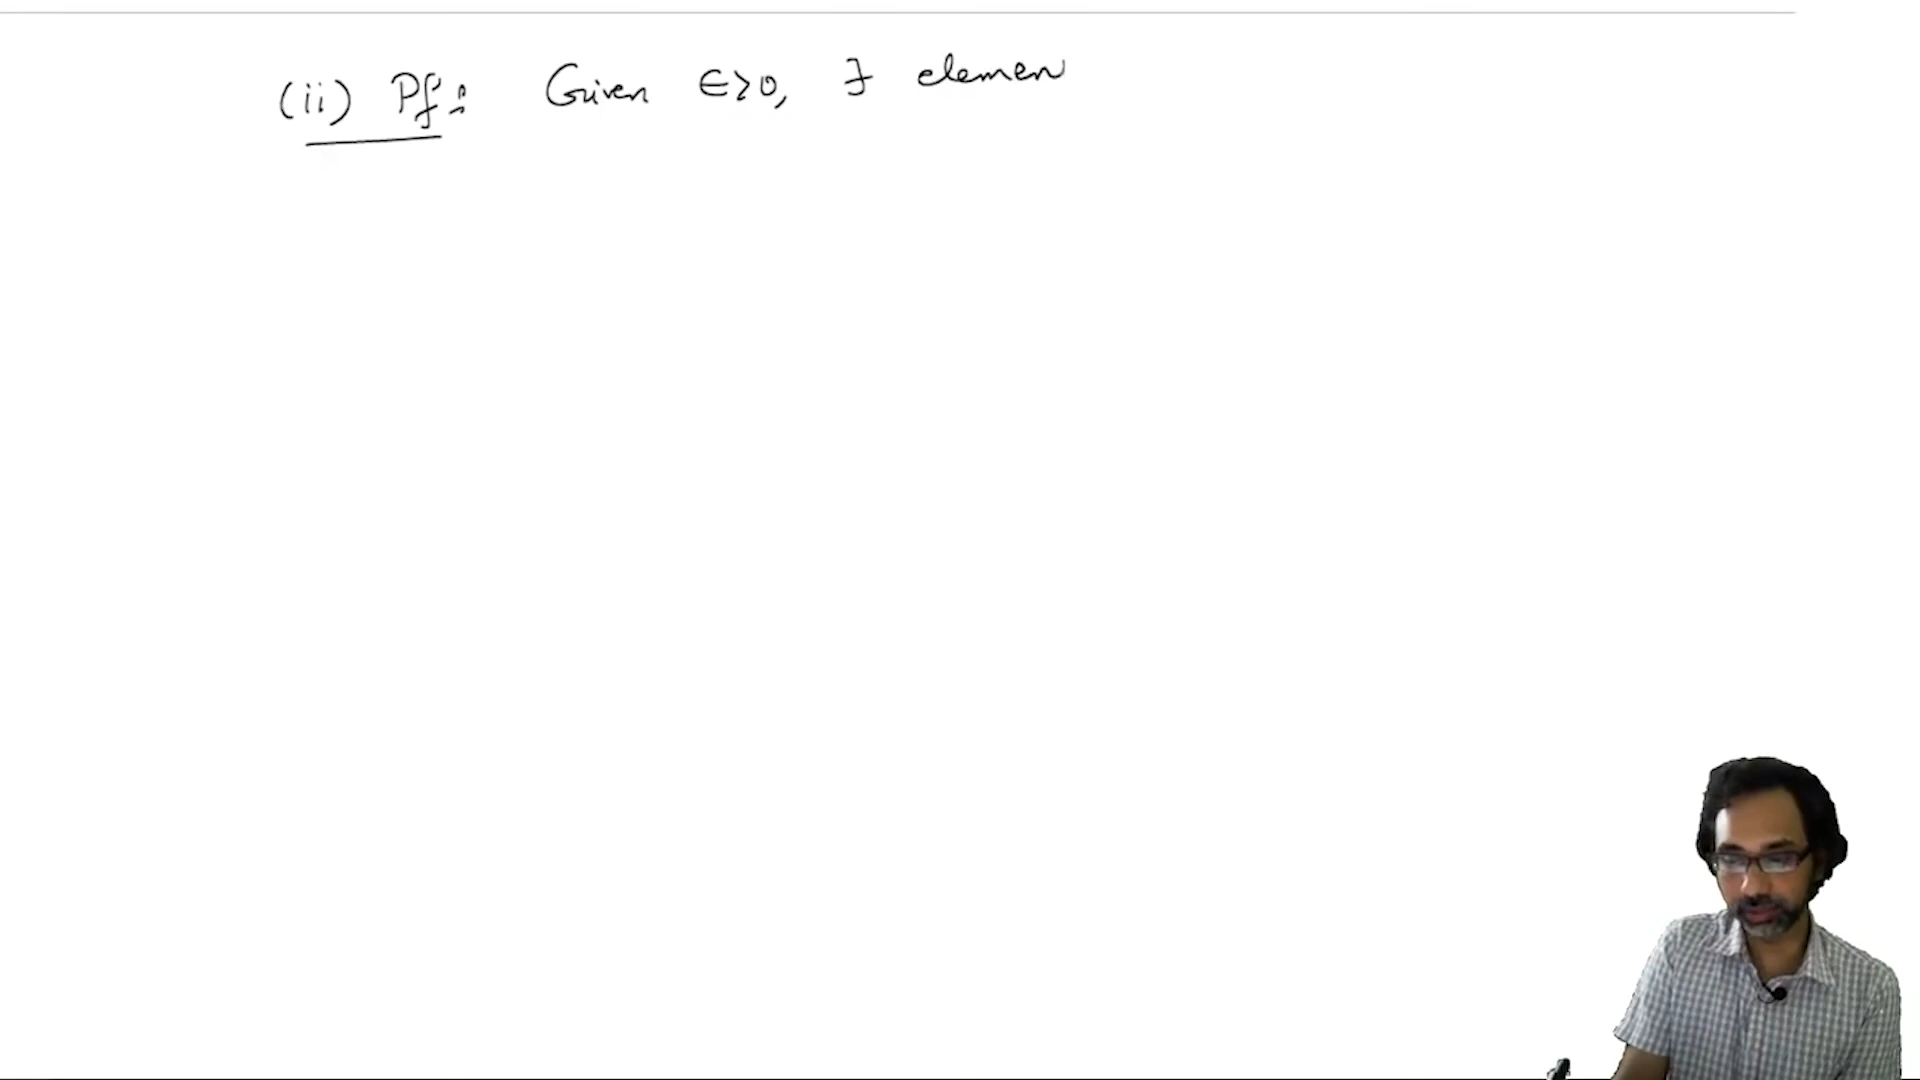 (ii) Pf: Given ∈>0, ∃ elemen